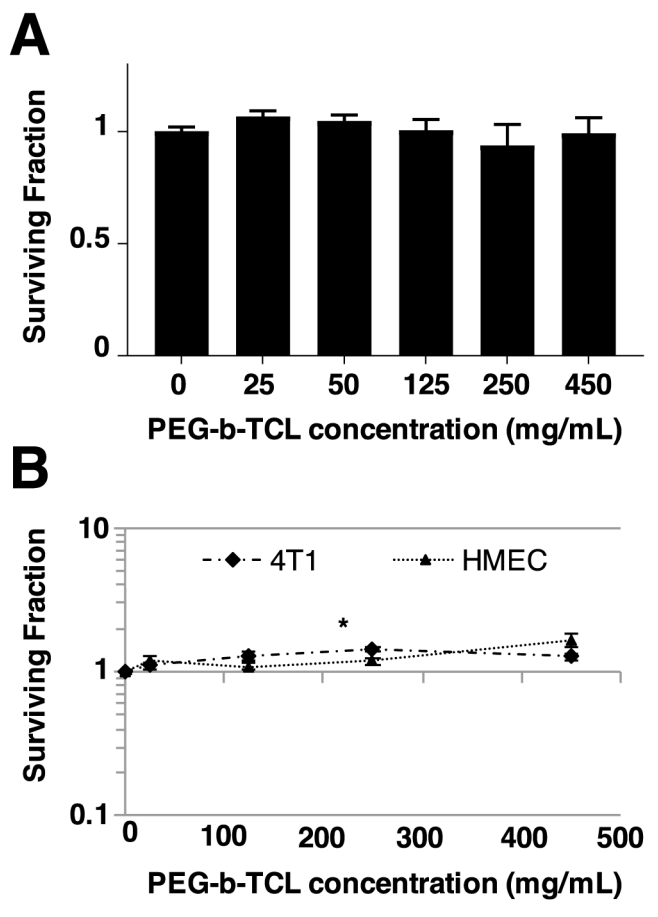 A
Surviving Fraction
1
0.5
0
0 25 50 125 250 450
PEG-b-TCL concentration (mg/mL)
B
Surviving Fraction
10
4T1 HMEC
*
1
0.1
0 100 200 300 400 500
PEG-b-TCL concentration (mg/mL)